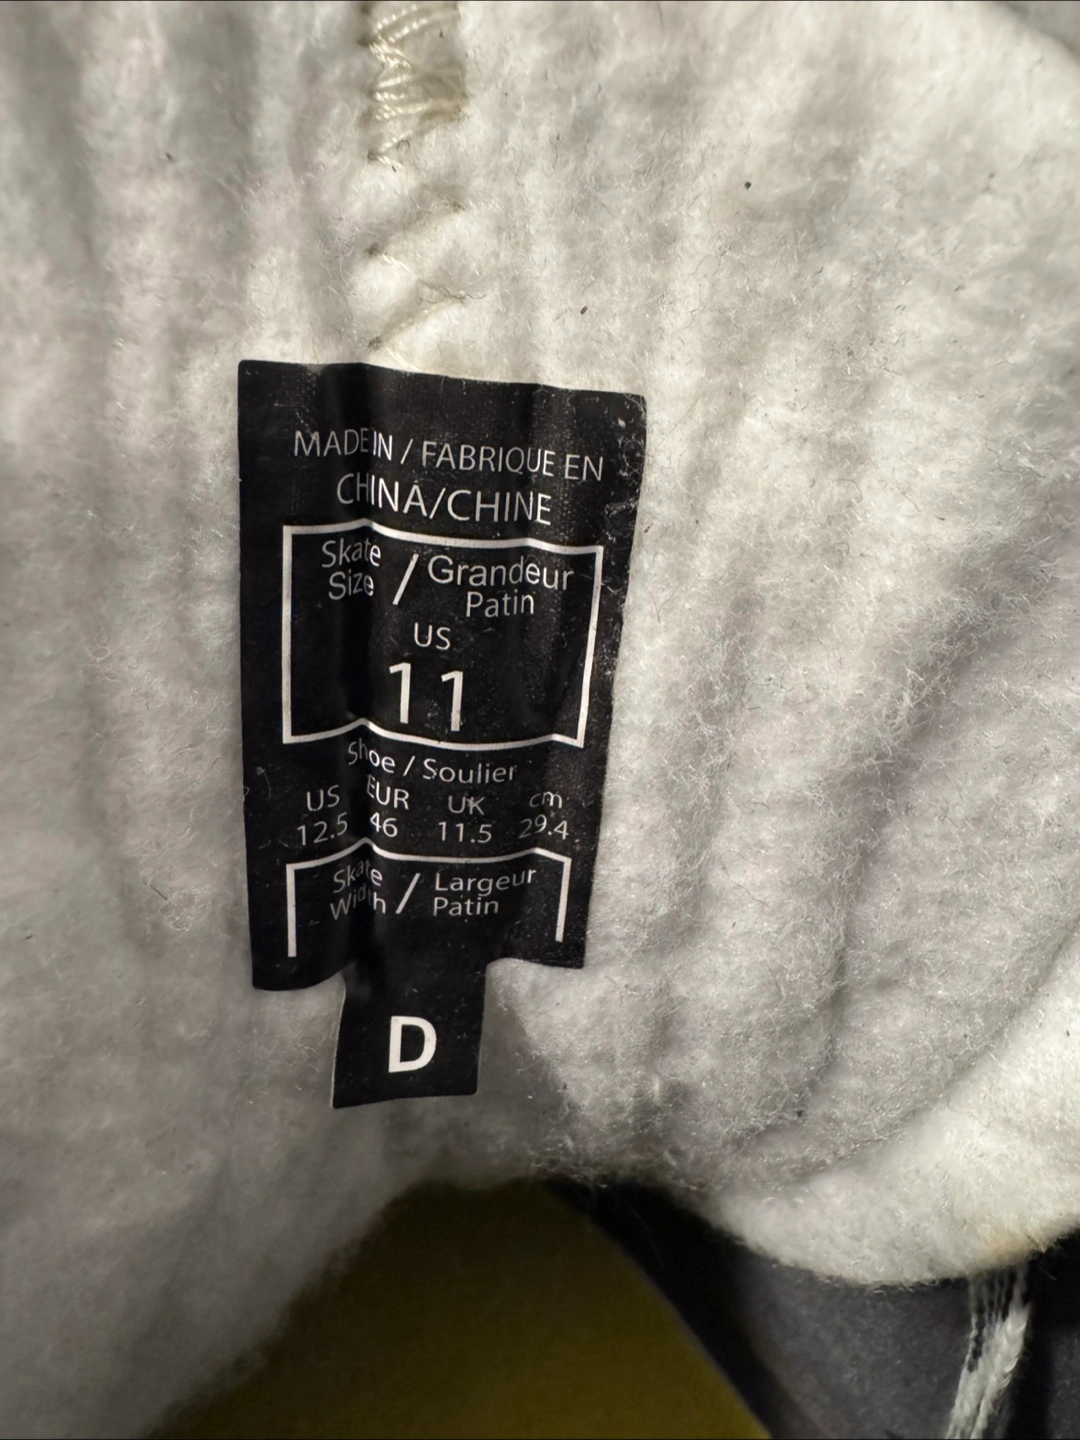 MADE IN / FABRIQUE EN
CHINA/CHINE
Skate Size / Grandeur Patin
US
11
Shoe / Soulier
US EUR UK cm
12.5 46 11.5 29.4
Skate Width / Largeur Patin
D